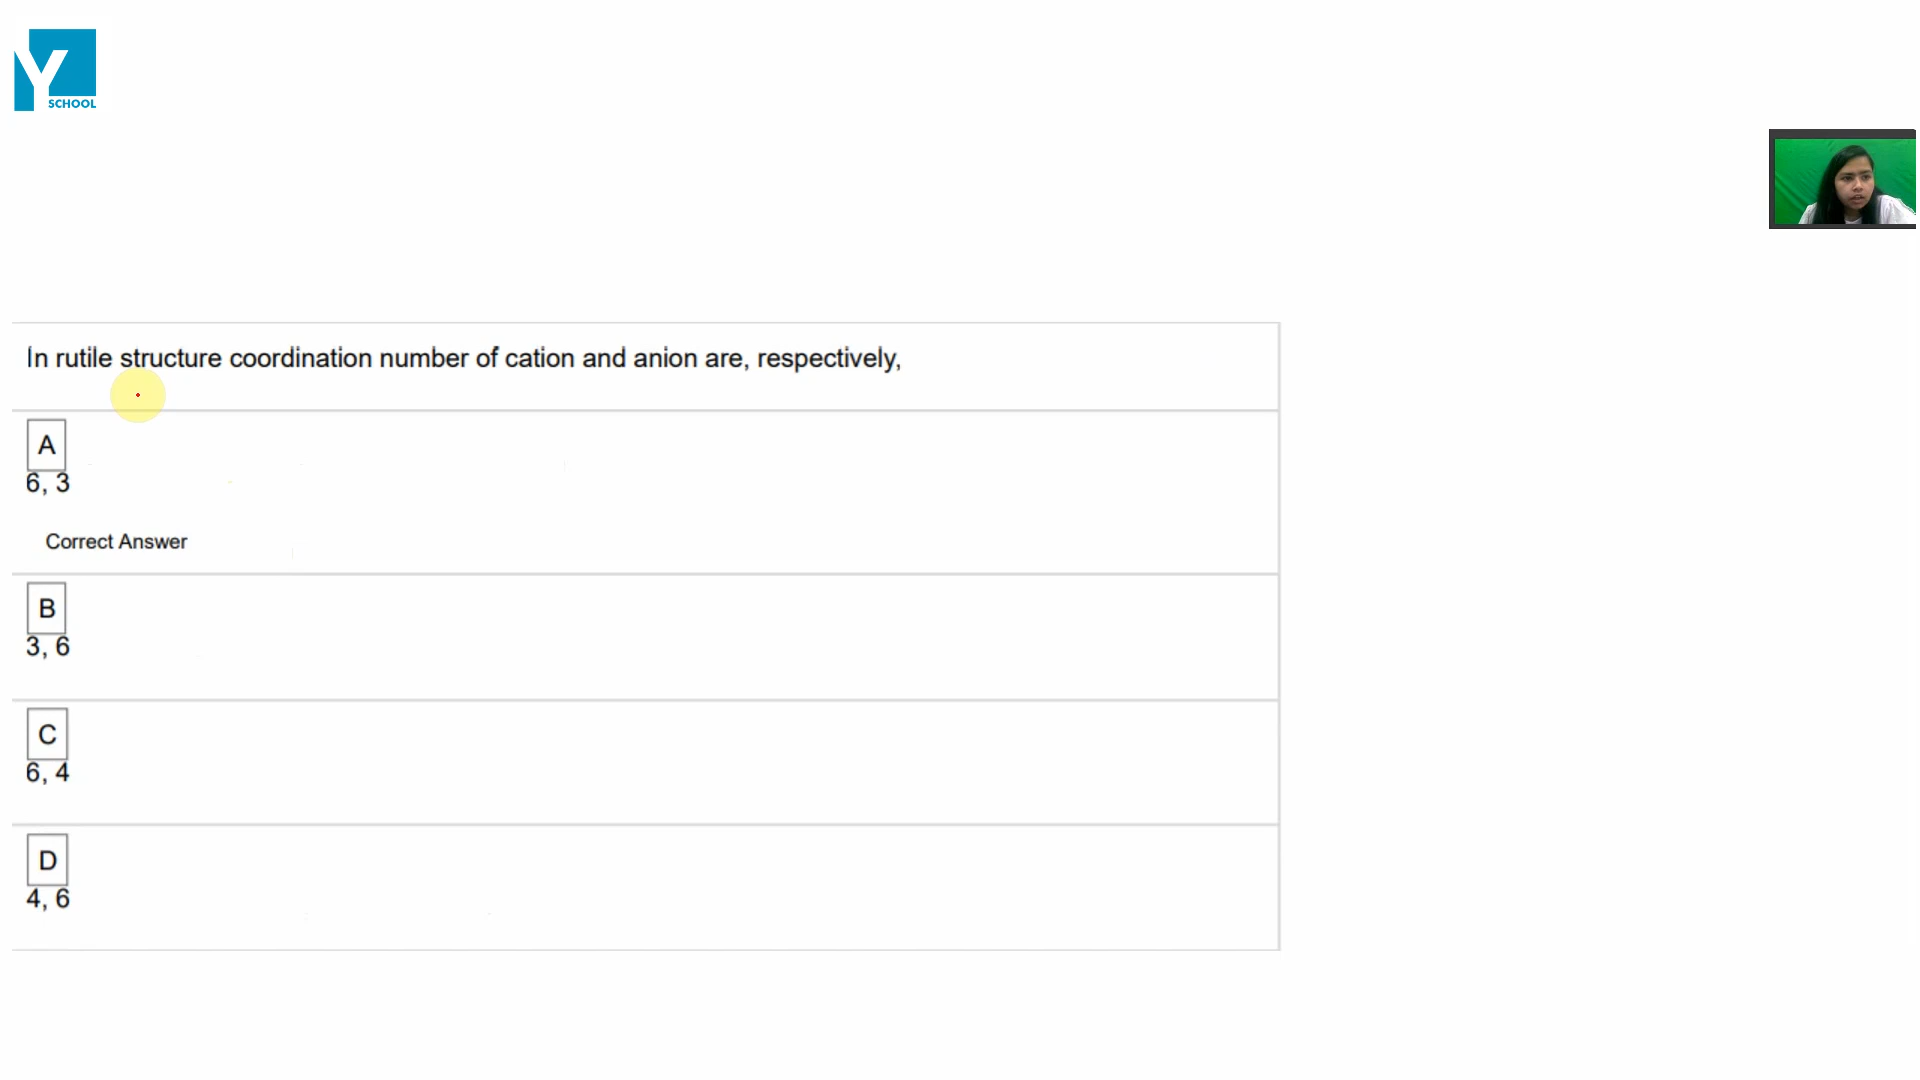 Y
SCHOOL
In rutile structure coordination number of cation and anion are, respectively,
A
6, 3
Correct Answer
B
3, 6
C
6, 4
D
4, 6